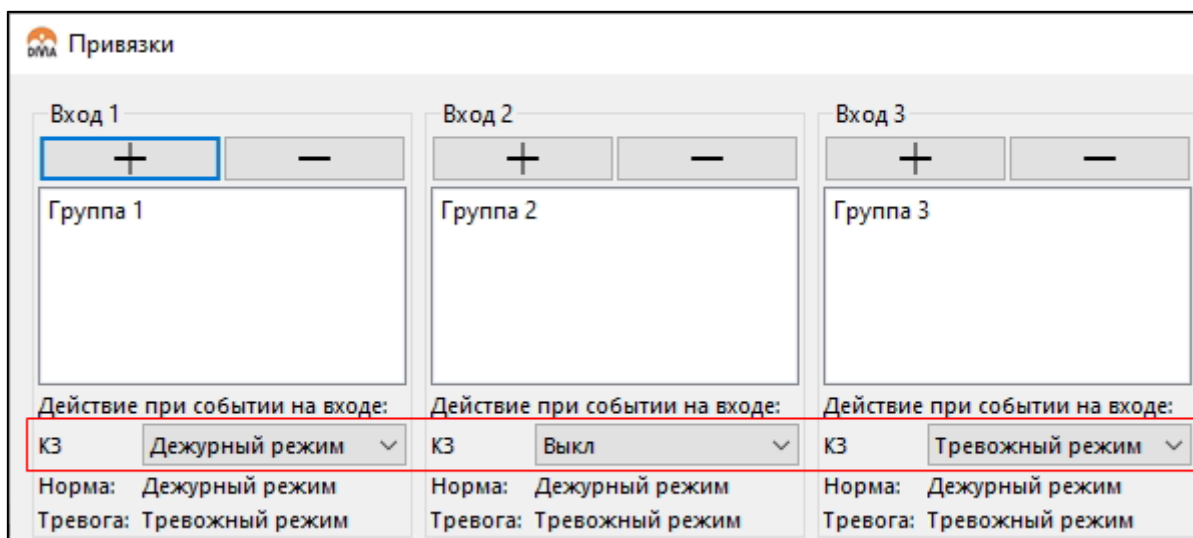 DIVIA Привязки
Вход 1
Вход 2
Вход 3
+ −
+ −
+ −
Группа 1
Группа 2
Группа 3
Действие при событии на входе:
Действие при событии на входе:
Действие при событии на входе:
КЗ Дежурный режим
КЗ Выкл
КЗ Тревожный режим
Норма: Дежурный режим
Норма: Дежурный режим
Норма: Дежурный режим
Тревога: Тревожный режим
Тревога: Тревожный режим
Тревога: Тревожный режим